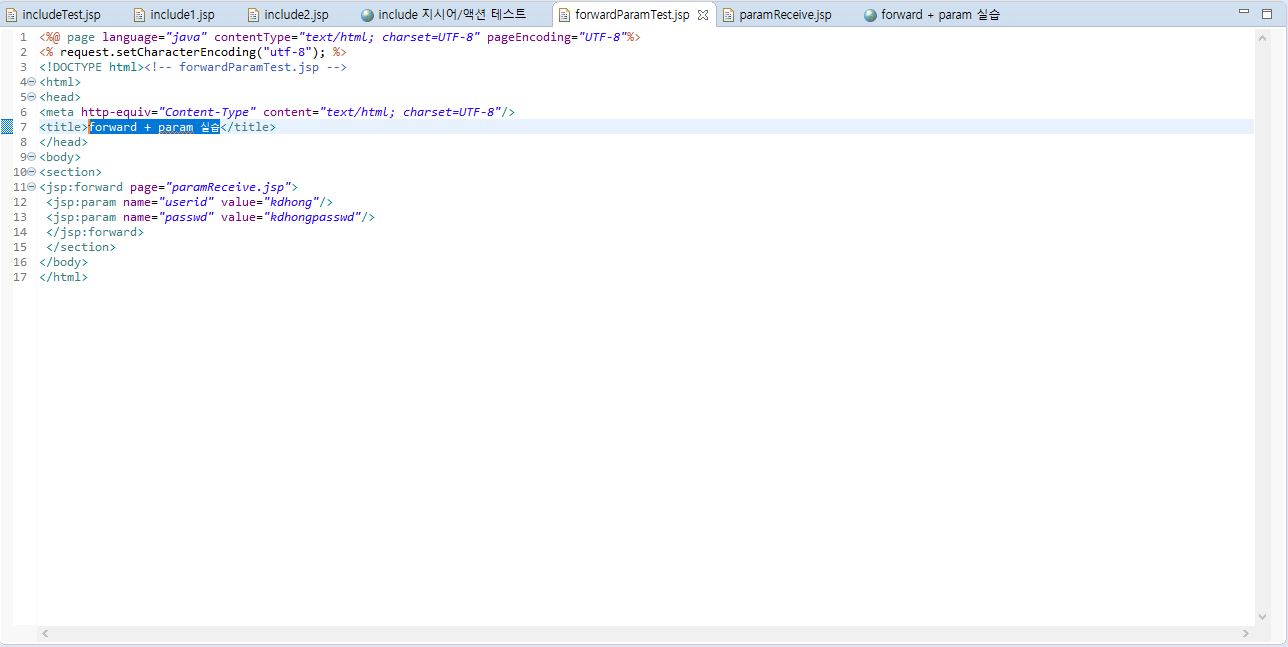 includeTest.jsp include1.jsp include2.jsp include 지시어/액션 테스트 forwardParamTest.jsp paramReceive.jsp forward + param 실습
1 <%@ page language="java" contentType="text/html; charset=UTF-8" pageEncoding="UTF-8"%>
2 <% request.setCharacterEncoding("utf-8"); %>
3 <!DOCTYPE html><!-- forwardParamTest.jsp -->
4 <html>
5 <head>
6 <meta http-equiv="Content-Type" content="text/html; charset=UTF-8"/>
7 <title>forward + param 실습</title>
8 </head>
9 <body>
10 <section>
11 <jsp:forward page="paramReceive.jsp">
12 <jsp:param name="userid" value="kdhong"/>
13 <jsp:param name="passwd" value="kdhongpasswd"/>
14 </jsp:forward>
15 </section>
16 </body>
17 </html>